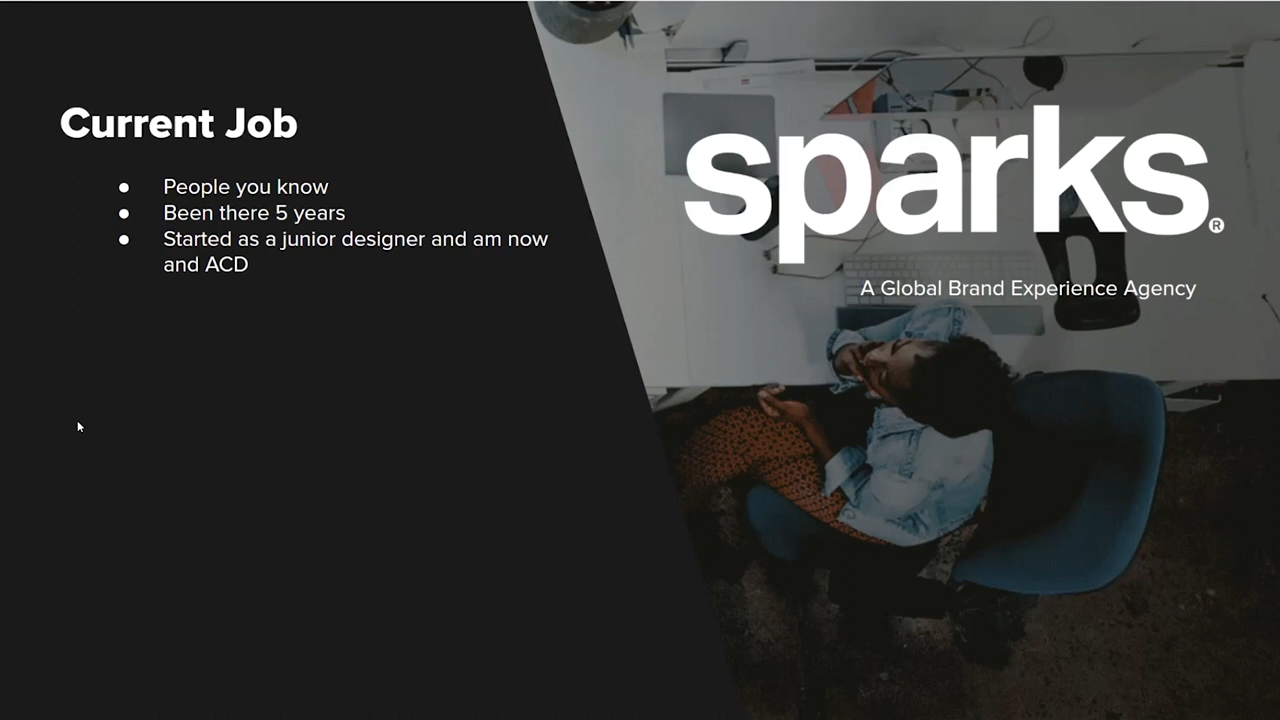 Current Job
● People you know
● Been there 5 years
● Started as a junior designer and am now
and ACD
sparks®
A Global Brand Experience Agency